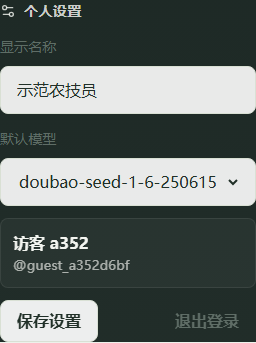 个人设置
显示名称
示范农技员
默认模型
doubao-seed-1-6-250615
访客 a352
@guest_a352d6bf
保存设置 退出登录